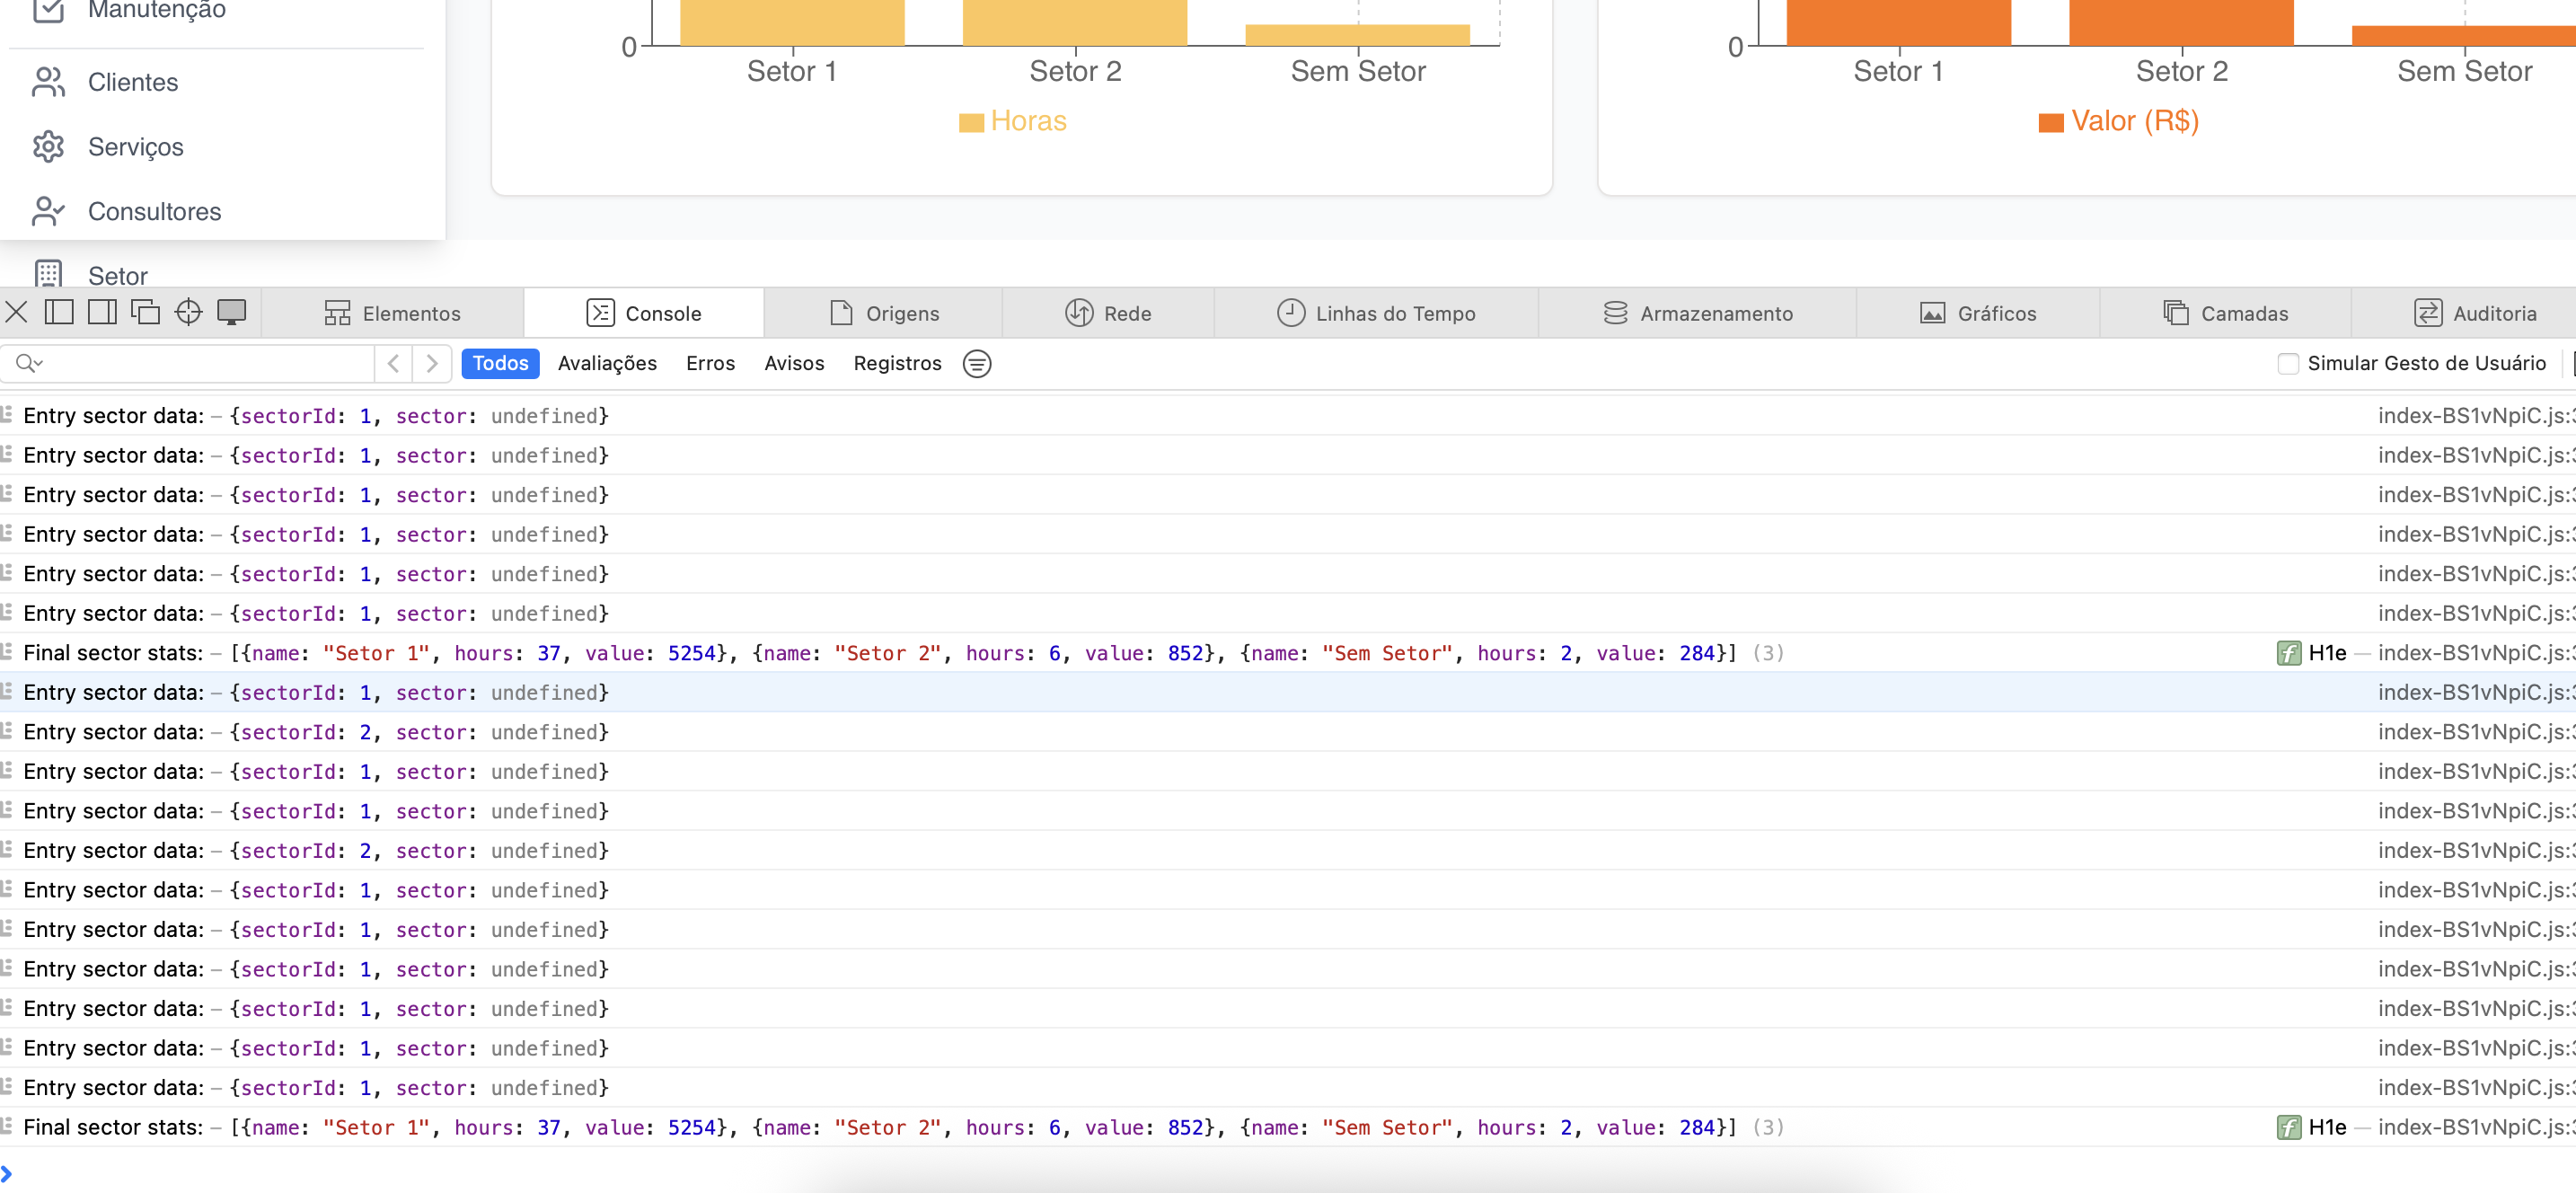 Manutenção
Clientes
Serviços
Consultores
Setor
0
Setor 1 Setor 2 Sem Setor
Horas
0
Setor 1 Setor 2 Sem Setor
Valor (R$)
Elementos Console Origens Rede Linhas do Tempo Armazenamento Gráficos Camadas Auditoria
Todos Avaliações Erros Avisos Registros Simular Gesto de Usuário
Entry sector data: – {sectorId: 1, sector: undefined} index-BS1vNpiC.js:
Entry sector data: – {sectorId: 1, sector: undefined} index-BS1vNpiC.js:
Entry sector data: – {sectorId: 1, sector: undefined} index-BS1vNpiC.js:
Entry sector data: – {sectorId: 1, sector: undefined} index-BS1vNpiC.js:
Entry sector data: – {sectorId: 1, sector: undefined} index-BS1vNpiC.js:
Entry sector data: – {sectorId: 1, sector: undefined} index-BS1vNpiC.js:
Final sector stats: – [{name: "Setor 1", hours: 37, value: 5254}, {name: "Setor 2", hours: 6, value: 852}, {name: "Sem Setor", hours: 2, value: 284}] (3) f H1e — index-BS1vNpiC.js:
Entry sector data: – {sectorId: 1, sector: undefined} index-BS1vNpiC.js:
Entry sector data: – {sectorId: 2, sector: undefined} index-BS1vNpiC.js:
Entry sector data: – {sectorId: 1, sector: undefined} index-BS1vNpiC.js:
Entry sector data: – {sectorId: 1, sector: undefined} index-BS1vNpiC.js:
Entry sector data: – {sectorId: 2, sector: undefined} index-BS1vNpiC.js:
Entry sector data: – {sectorId: 1, sector: undefined} index-BS1vNpiC.js:
Entry sector data: – {sectorId: 1, sector: undefined} index-BS1vNpiC.js:
Entry sector data: – {sectorId: 1, sector: undefined} index-BS1vNpiC.js:
Entry sector data: – {sectorId: 1, sector: undefined} index-BS1vNpiC.js:
Entry sector data: – {sectorId: 1, sector: undefined} index-BS1vNpiC.js:
Entry sector data: – {sectorId: 1, sector: undefined} index-BS1vNpiC.js:
Final sector stats: – [{name: "Setor 1", hours: 37, value: 5254}, {name: "Setor 2", hours: 6, value: 852}, {name: "Sem Setor", hours: 2, value: 284}] (3) f H1e — index-BS1vNpiC.js: